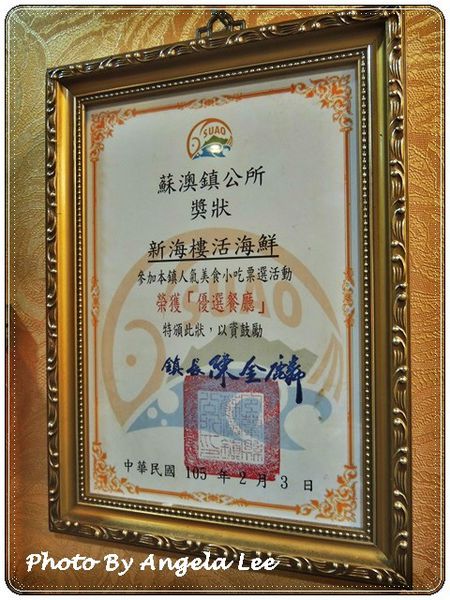 SUAO
蘇澳鎮公所
獎狀
新海樓活海鮮
參加本鎮人氣美食小吃票選活動
榮獲「優選餐廳」
特頒此狀，以資鼓勵
鎮長陳金麟
中華民國 105 年 2 月 3 日
Photo By Angela Lee